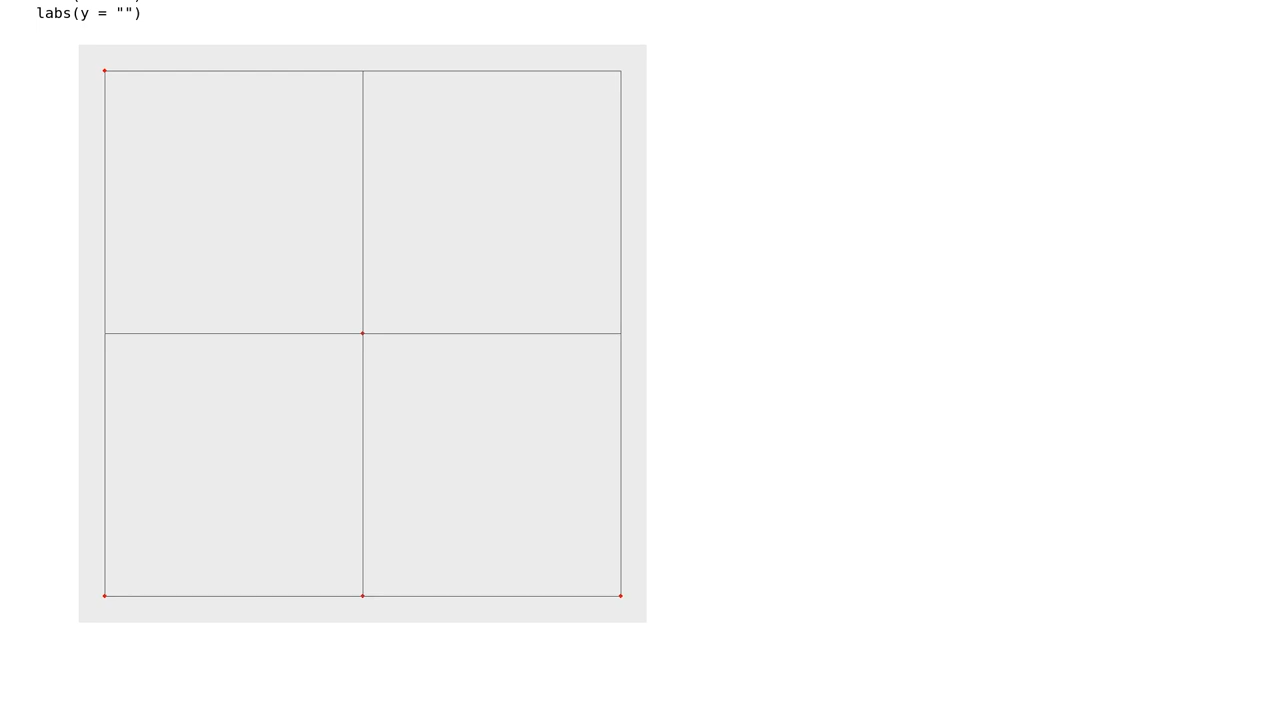 labs(y = "")